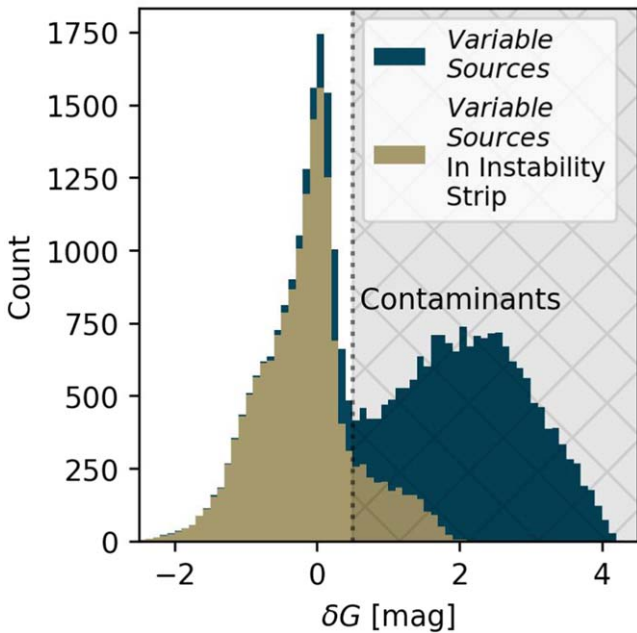 1750
1500
1250
1000
750
500
250
0
Count
Variable
Sources
Variable
Sources
In Instability
Strip
Contaminants
−2
0
2
4
δG [mag]